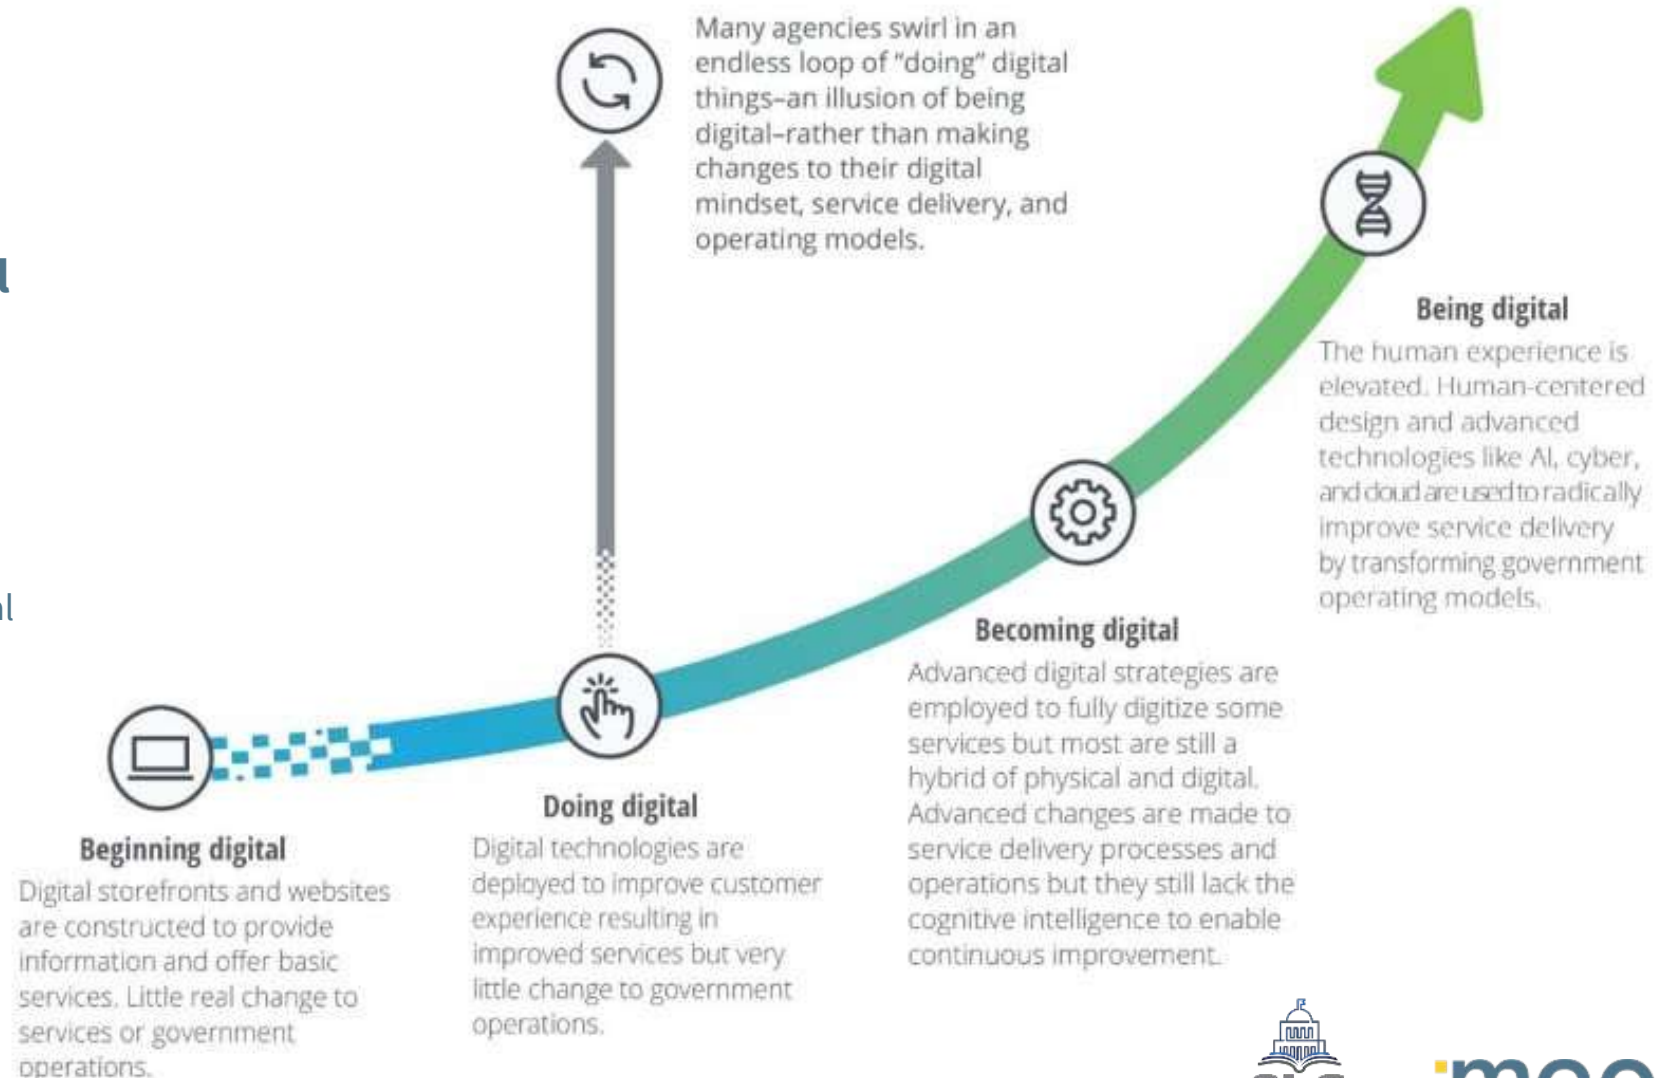 Many agencies swirl in an
endless loop of “doing” digital
things–an illusion of being
digital–rather than making
changes to their digital
mindset, service delivery, and
operating models.
Being digital
The human experience is
elevated. Human-centered
design and advanced
technologies like AI, cyber,
and cloud are used to radically
improve service delivery
by transforming government
operating models.
Becoming digital
Advanced digital strategies are
employed to fully digitize some
services but most are still a
hybrid of physical and digital.
Advanced changes are made to
service delivery processes and
operations but they still lack the
cognitive intelligence to enable
continuous improvement.
Doing digital
Digital technologies are
deployed to improve customer
experience resulting in
improved services but very
little change to government
operations.
Beginning digital
Digital storefronts and websites
are constructed to provide
information and offer basic
services. Little real change to
services or government
operations.